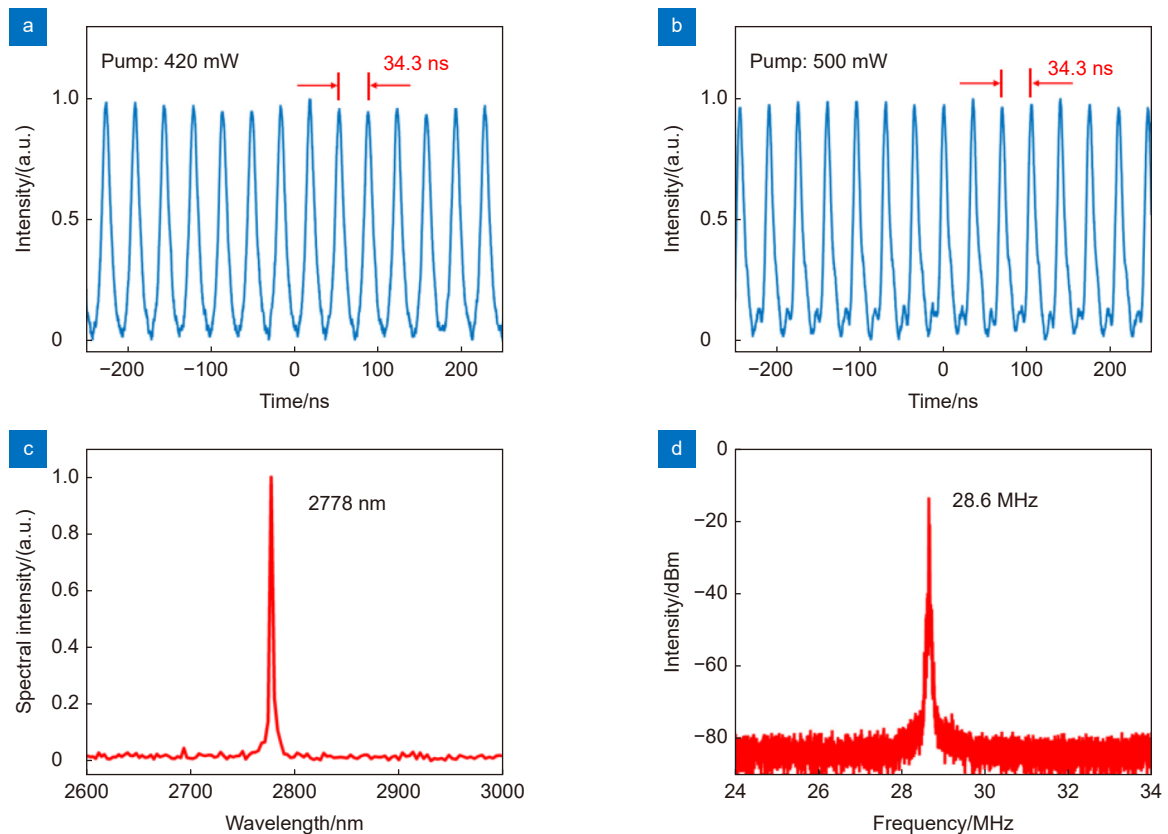 a
Pump: 420 mW
34.3 ns
1.0
0.5
0
Intensity/(a.u.)
−200
−100
0
100
200
Time/ns
b
Pump: 500 mW
34.3 ns
1.0
0.5
0
Intensity/(a.u.)
−200
−100
0
100
200
Time/ns
c
2778 nm
1.0
0.8
0.6
0.4
0.2
0
Spectral intensity/(a.u.)
2600
2700
2800
2900
3000
Wavelength/nm
d
28.6 MHz
0
−20
−40
−60
−80
Intensity/dBm
24
26
28
30
32
34
Frequency/MHz